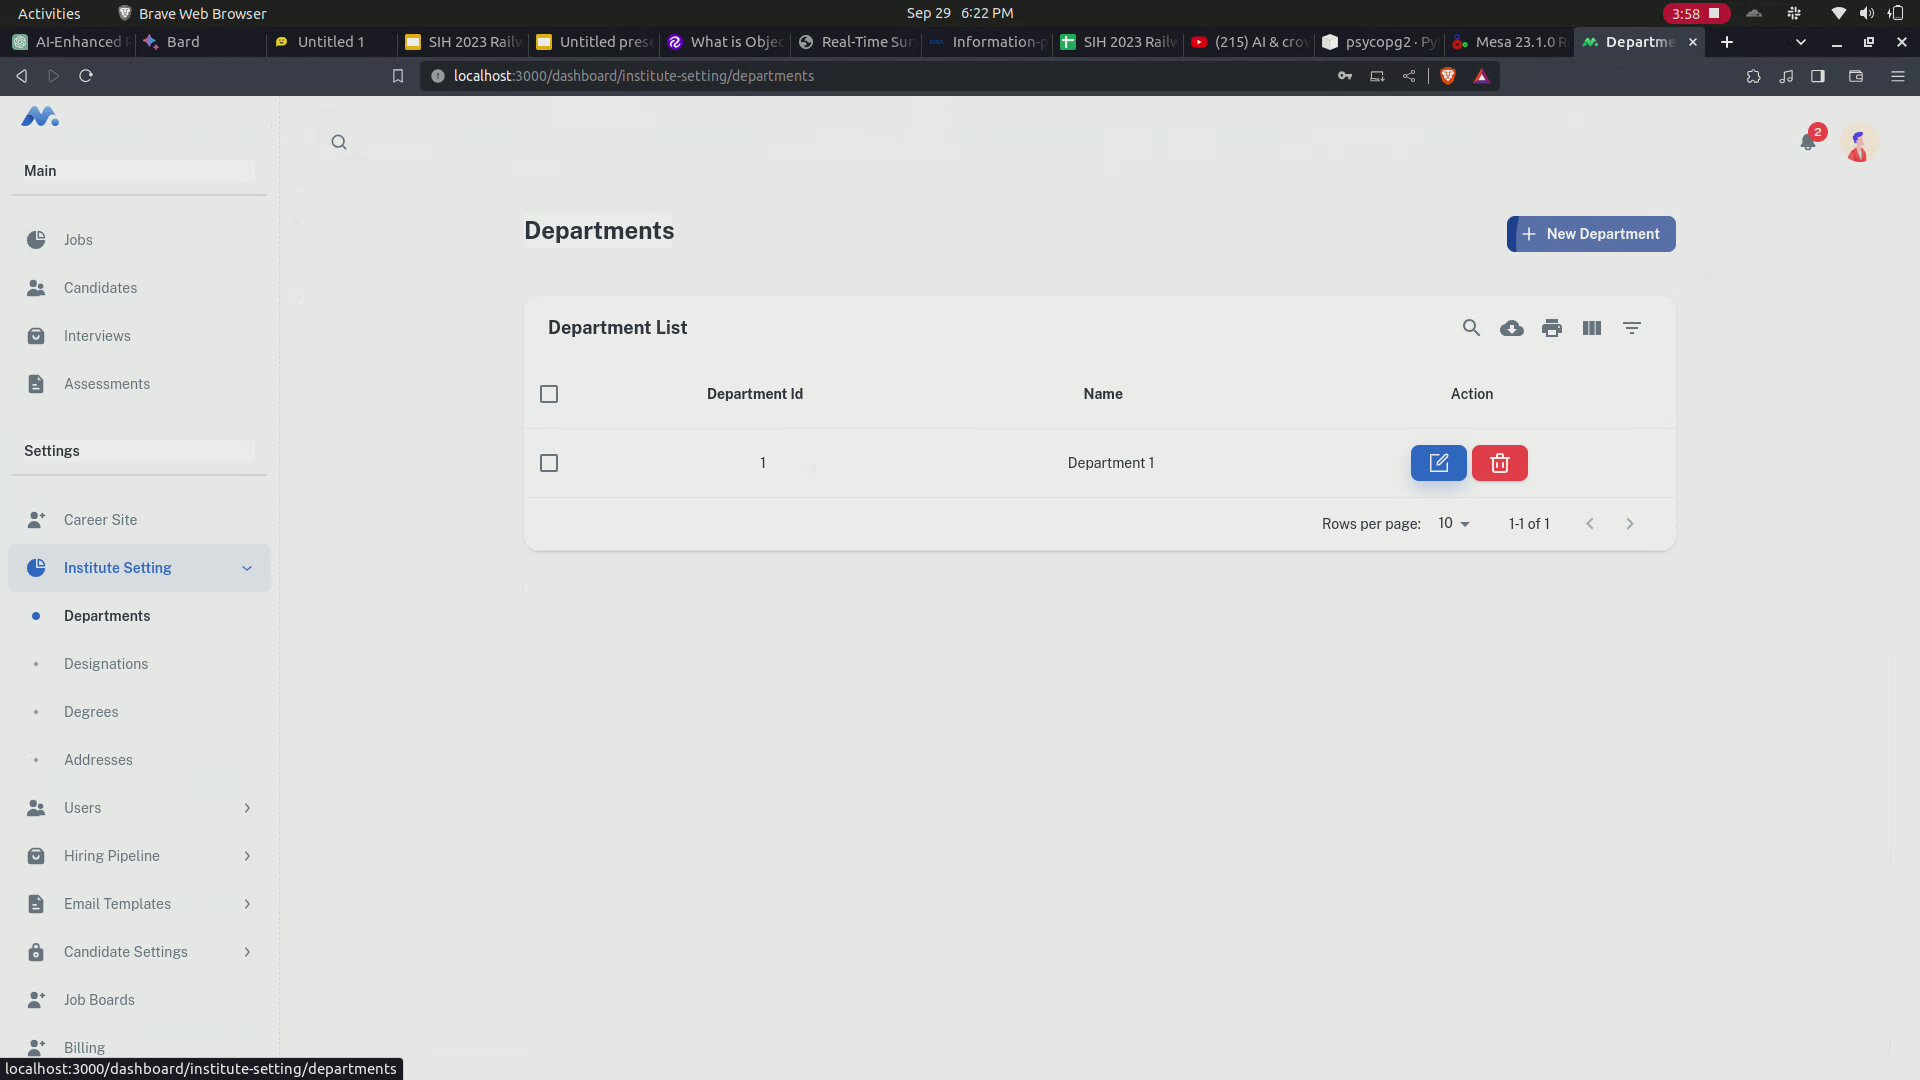 Activities
Brave Web Browser
Sep 29 6:22 PM
3:58
AI-Enhanced
Bard
Untitled 1
SIH 2023 Railw
Untitled prese
What is Objec
Real-Time Sur
Information-p
SIH 2023 Railw
(215) AI & crow
psycopg2 · Py
Mesa 23.1.0 R
Departme
localhost:3000/dashboard/institute-setting/departments
Main
2
Jobs
Candidates
Interviews
Assessments
Settings
Career Site
Institute Setting
Departments
Designations
Degrees
Addresses
Users
Hiring Pipeline
Email Templates
Candidate Settings
Job Boards
Billing
Departments
New Department
Department List
Department Id Name Action
1 Department 1
Rows per page: 10 1-1 of 1
localhost:3000/dashboard/institute-setting/departments